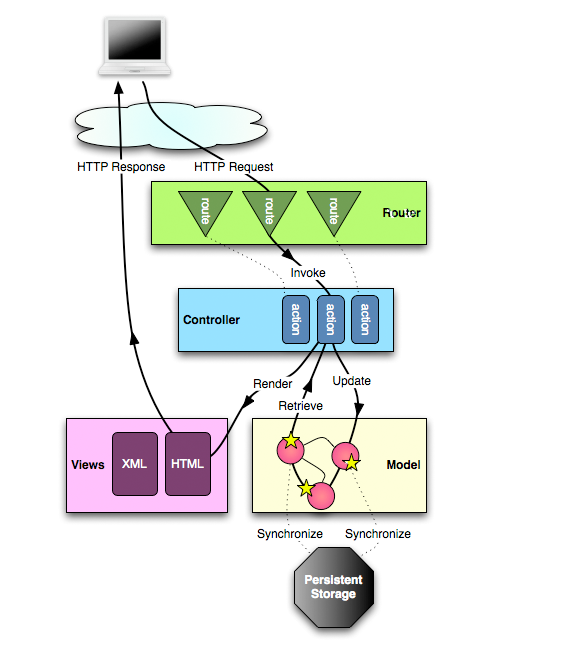 HTTP Response
HTTP Request
route
route
route
Router
Invoke
Controller
action
action
action
Render
Update
Retrieve
Views
XML
HTML
Model
Synchronize
Synchronize
Persistent
Storage